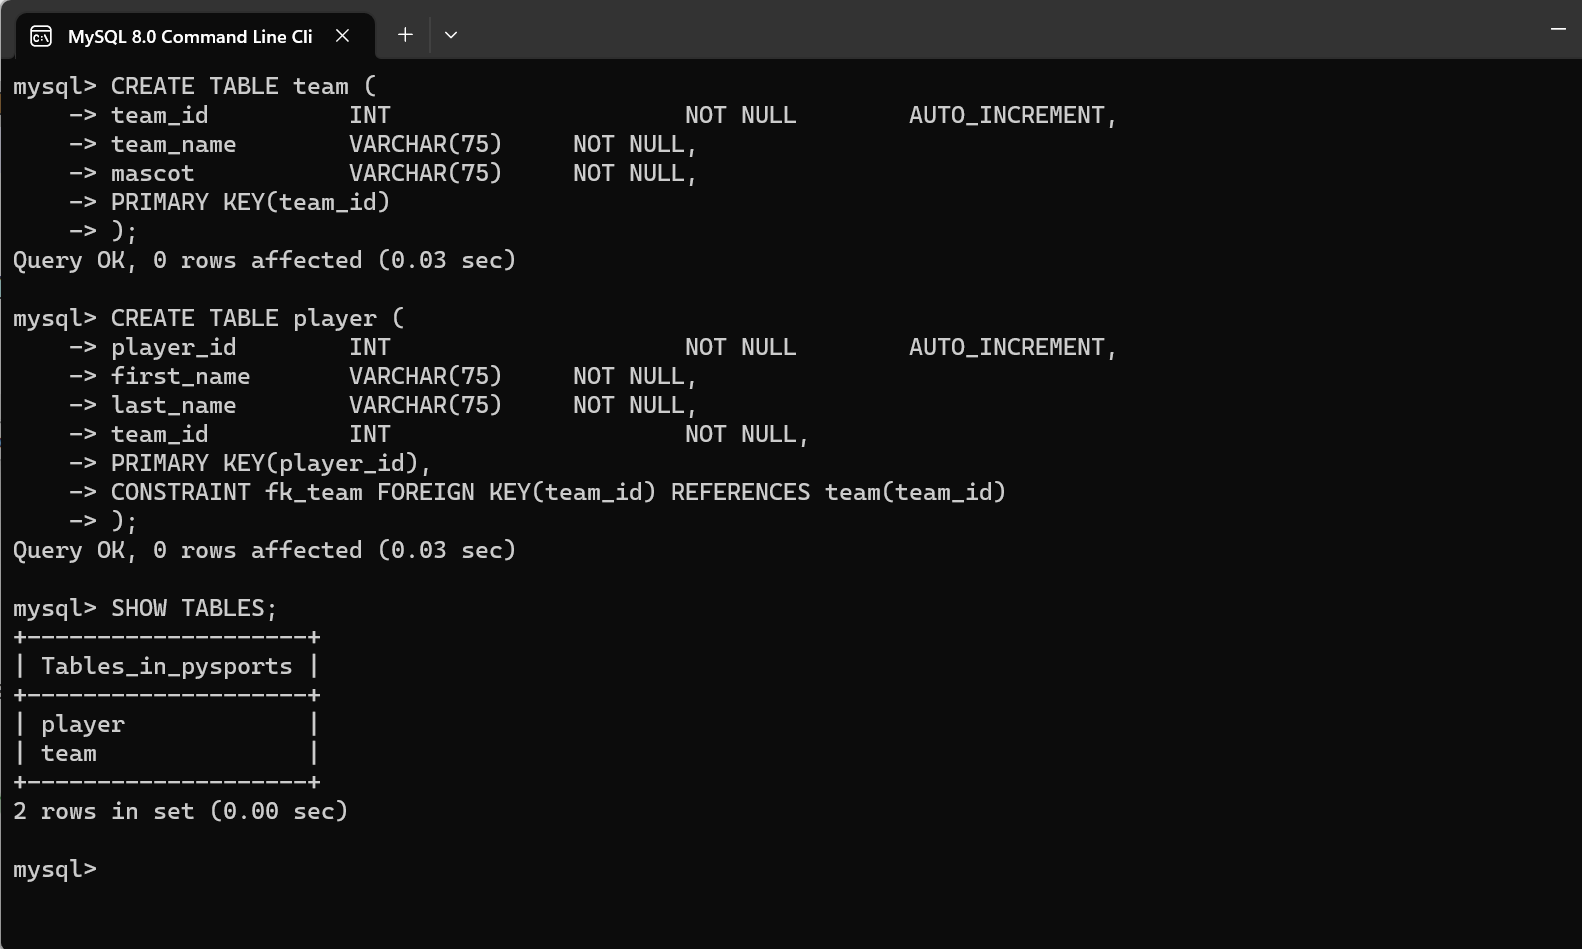 MySQL 8.0 Command Line Cli
mysql> CREATE TABLE team (
    -> team_id          INT                     NOT NULL        AUTO_INCREMENT,
    -> team_name        VARCHAR(75)     NOT NULL,
    -> mascot           VARCHAR(75)     NOT NULL,
    -> PRIMARY KEY(team_id)
    -> );
Query OK, 0 rows affected (0.03 sec)

mysql> CREATE TABLE player (
    -> player_id        INT                     NOT NULL        AUTO_INCREMENT,
    -> first_name       VARCHAR(75)     NOT NULL,
    -> last_name        VARCHAR(75)     NOT NULL,
    -> team_id          INT                     NOT NULL,
    -> PRIMARY KEY(player_id),
    -> CONSTRAINT fk_team FOREIGN KEY(team_id) REFERENCES team(team_id)
    -> );
Query OK, 0 rows affected (0.03 sec)

mysql> SHOW TABLES;
+--------------------+
| Tables_in_pysports |
+--------------------+
| player             |
| team               |
+--------------------+
2 rows in set (0.00 sec)

mysql>